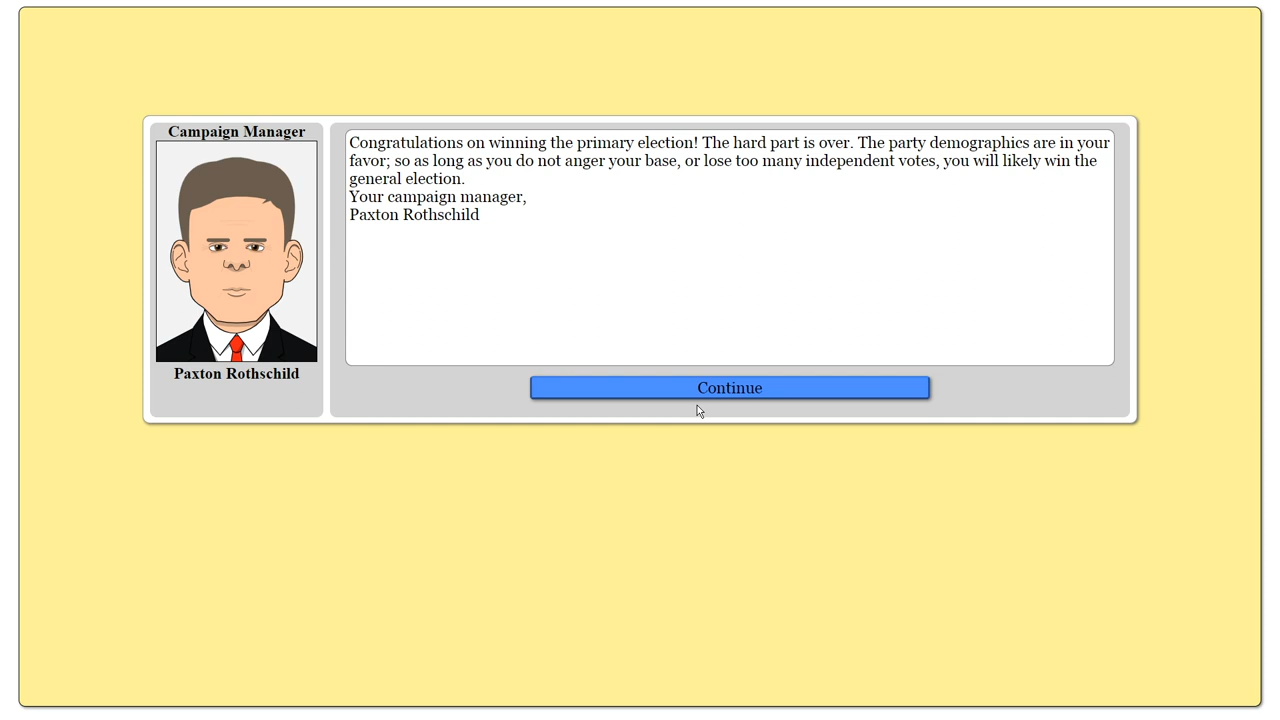 Campaign Manager
Paxton Rothschild
Congratulations on winning the primary election! The hard part is over. The party demographics are in your
favor; so as long as you do not anger your base, or lose too many independent votes, you will likely win the
general election.
Your campaign manager,
Paxton Rothschild
Continue